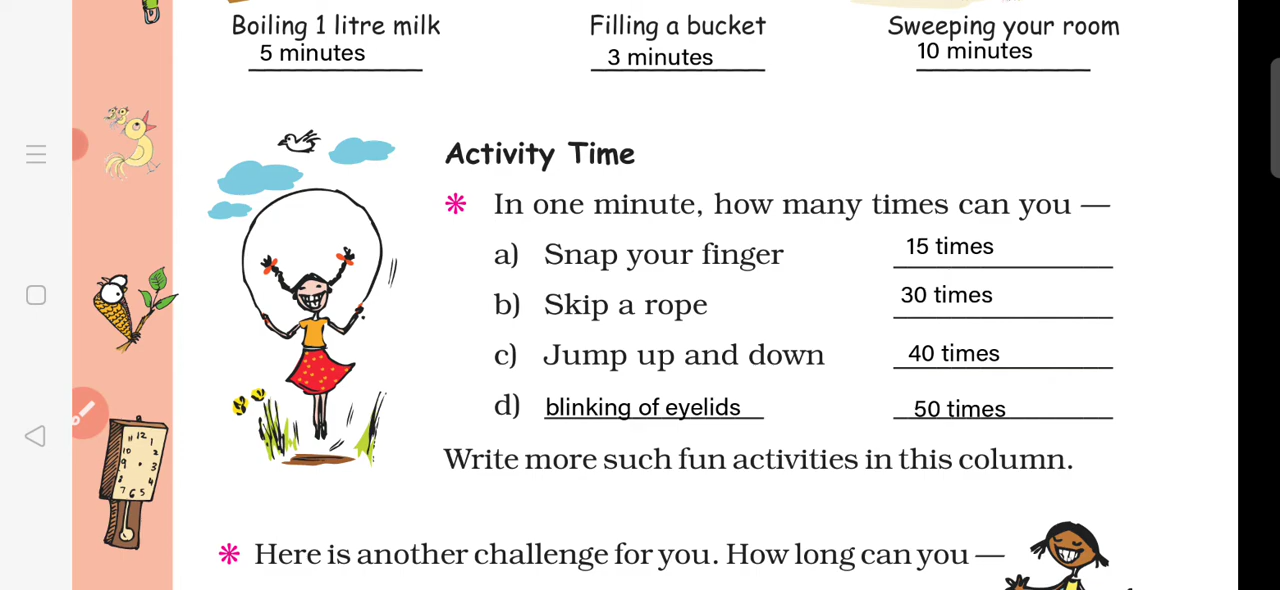 Boiling 1 litre milk Filling a bucket Sweeping your room
5 minutes 3 minutes 10 minutes
Activity Time
In one minute, how many times can you —
a) Snap your finger 15 times
b) Skip a rope 30 times
c) Jump up and down 40 times
d) blinking of eyelids 50 times
Write more such fun activities in this column.
Here is another challenge for you. How long can you —